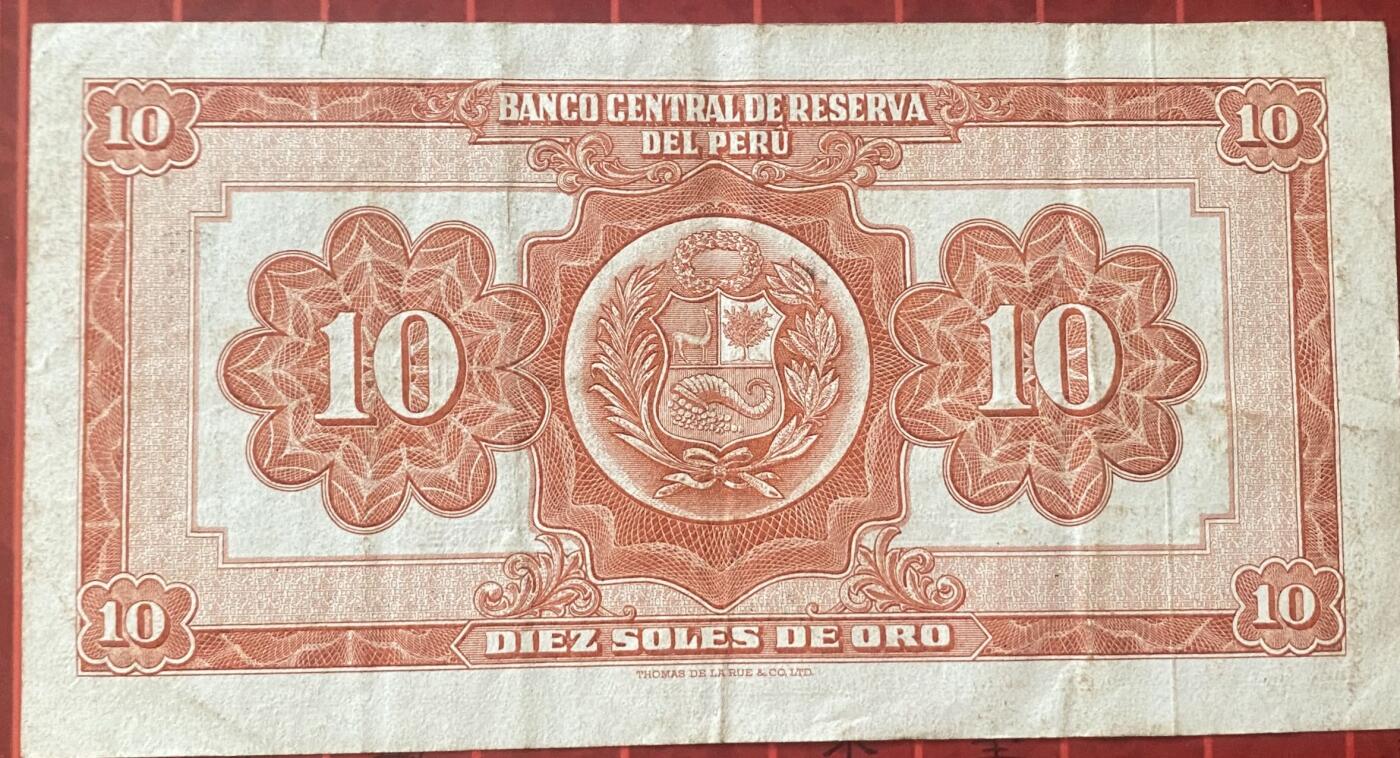 10
BANCO CENTRAL DE RESERVA
DEL PERÚ
10
10
10
10
DIEZ SOLES DE ORO
10
THOMAS DE LA RUE & CO, LTD.